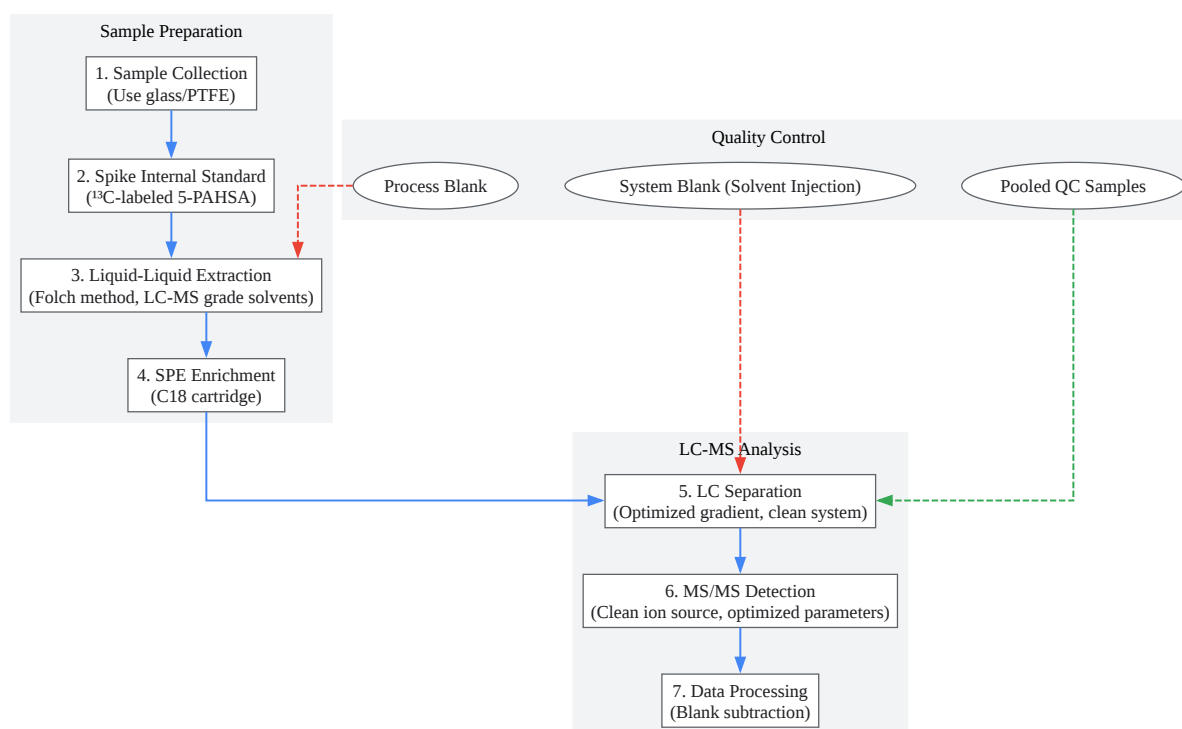 Sample Preparation
1. Sample Collection
(Use glass/PTFE)
2. Spike Internal Standard
(¹³C-labeled 5-PAHSA)
3. Liquid-Liquid Extraction
(Folch method, LC-MS grade solvents)
4. SPE Enrichment
(C18 cartridge)
Quality Control
Process Blank
System Blank (Solvent Injection)
Pooled QC Samples
LC-MS Analysis
5. LC Separation
(Optimized gradient, clean system)
6. MS/MS Detection
(Clean ion source, optimized parameters)
7. Data Processing
(Blank subtraction)